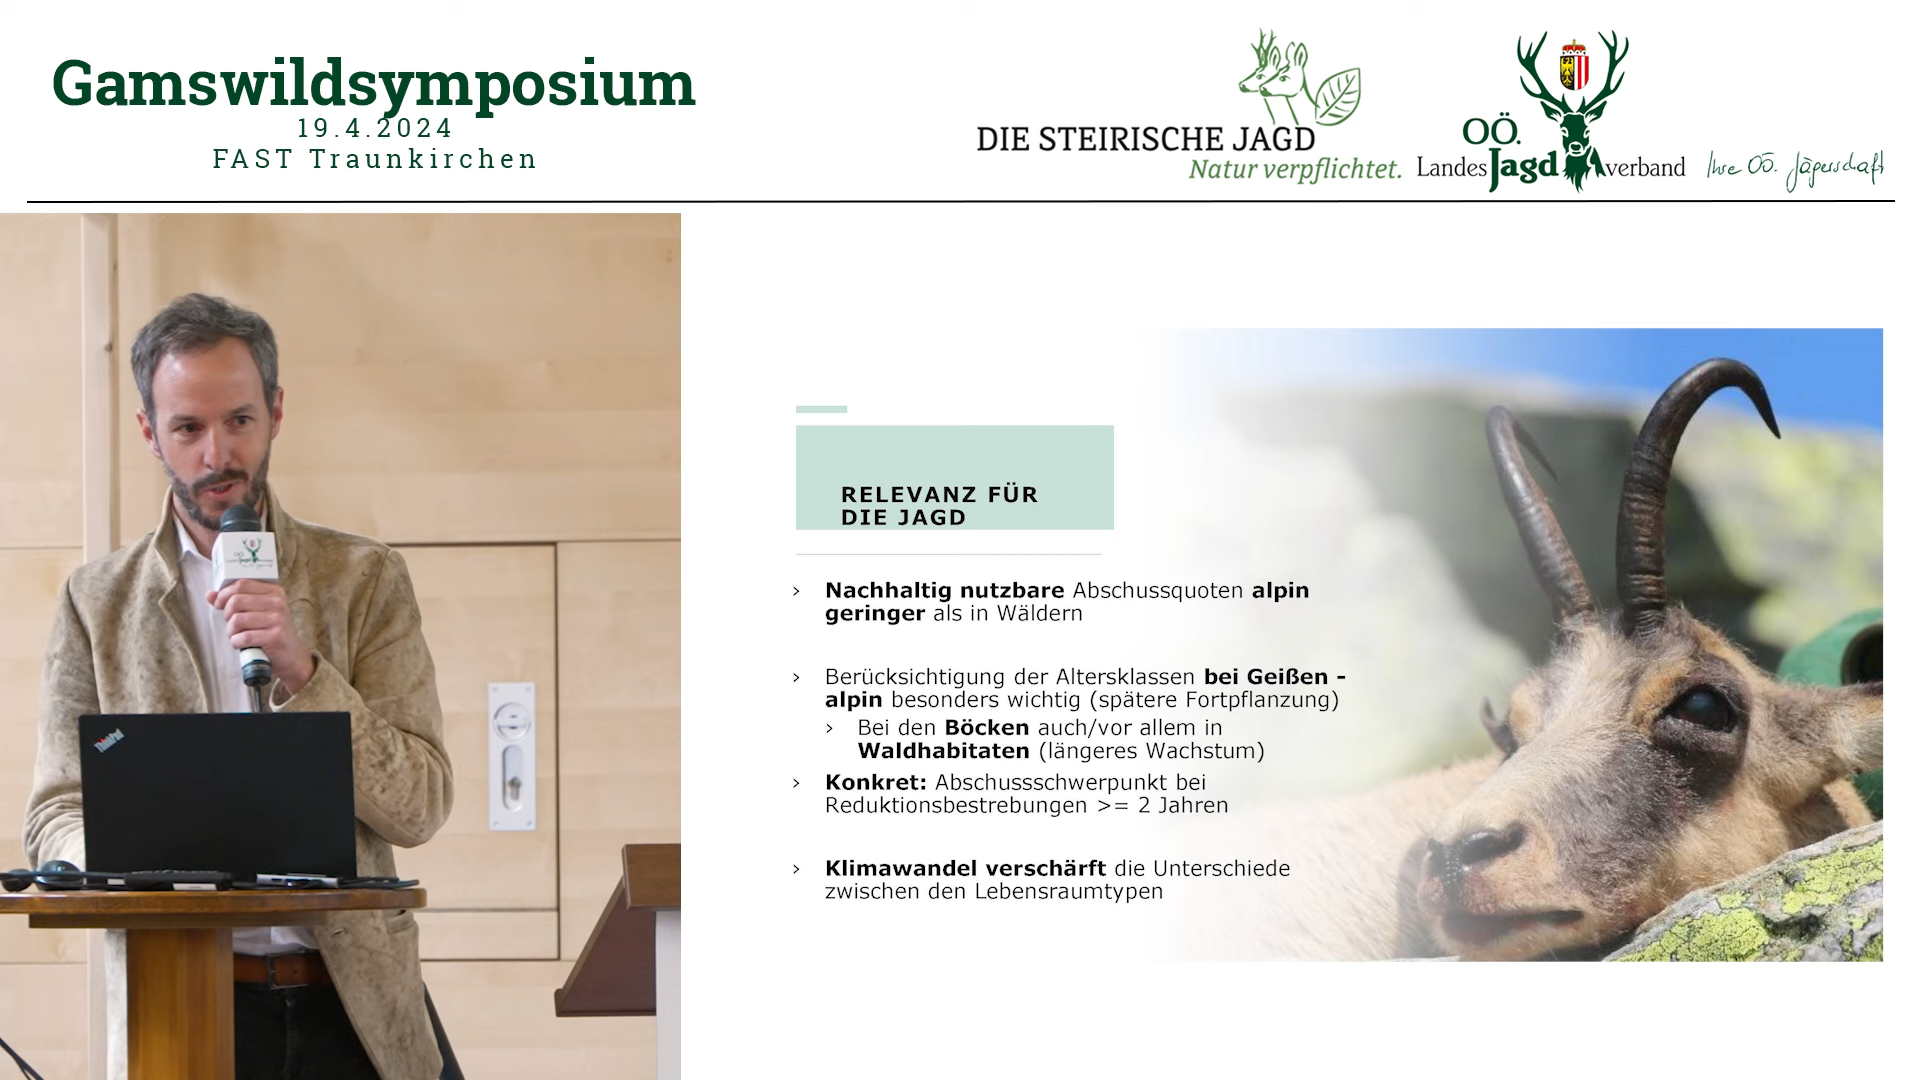 Gamswildsymposium
19.4.2024
FAST Traunkirchen
DIE STEIRISCHE JAGD
Natur verpflichtet.
OÖ.
LandesJagdverband
Ihre OÖ. Jägerschaft
ThinkPad
RELEVANZ FÜR
DIE JAGD
› Nachhaltig nutzbare Abschussquoten alpin
geringer als in Wäldern
› Berücksichtigung der Altersklassen bei Geißen -
alpin besonders wichtig (spätere Fortpflanzung)
› Bei den Böcken auch/vor allem in
Waldhabitaten (längeres Wachstum)
› Konkret: Abschussschwerpunkt bei
Reduktionsbestrebungen >= 2 Jahren
› Klimawandel verschärft die Unterschiede
zwischen den Lebensraumtypen